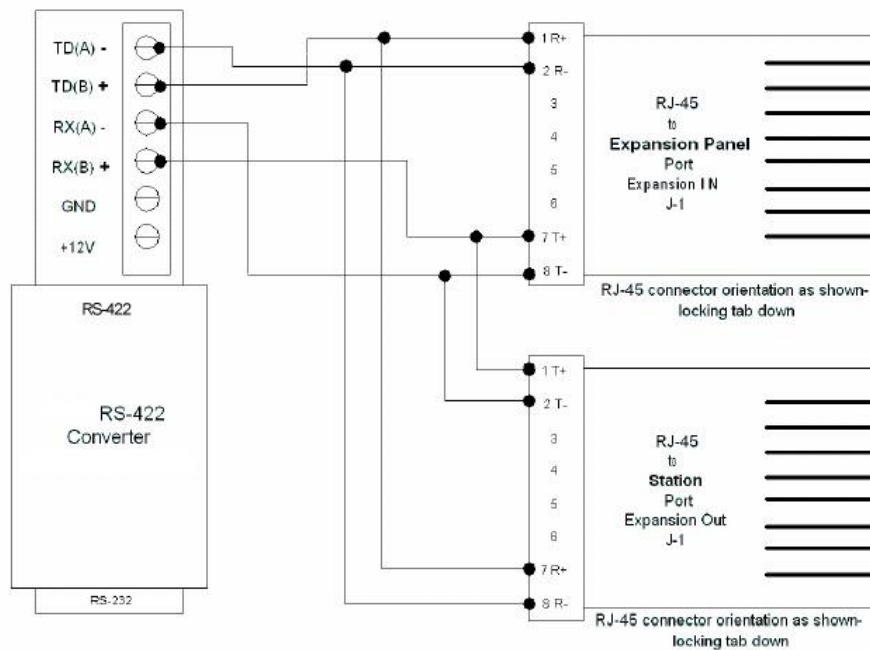 TD(A) -
TD(B) +
RX(A) -
RX(B) +
GND
+12V
RS-422
RS-422
Converter
RS-232
1 R+
2 R-
3
4
5
6
7 T+
8 T-
RJ-45
to
Expansion Panel
Port
Expansion IN
J-1
RJ-45 connector orientation as shown-
locking tab down
1 T+
2 T-
3
4
5
6
7 R+
8 R-
RJ-45
to
Station
Port
Expansion Out
J-1
RJ-45 connector orientation as shown-
locking tab down